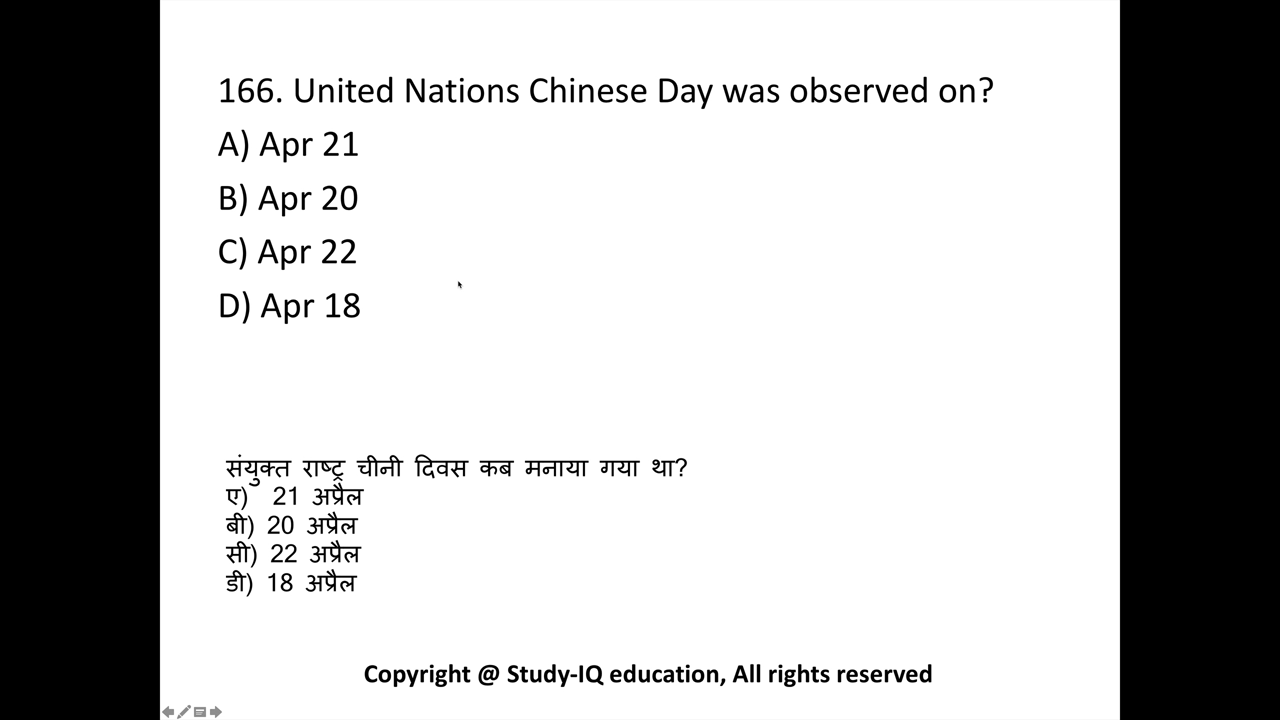 166. United Nations Chinese Day was observed on?
A) Apr 21
B) Apr 20
C) Apr 22
D) Apr 18
संयुक्त राष्ट्र चीनी दिवस कब मनाया गया था?
ए) 21 अप्रैल
बी) 20 अप्रैल
सी) 22 अप्रैल
डी) 18 अप्रैल
Copyright @ Study-IQ education, All rights reserved